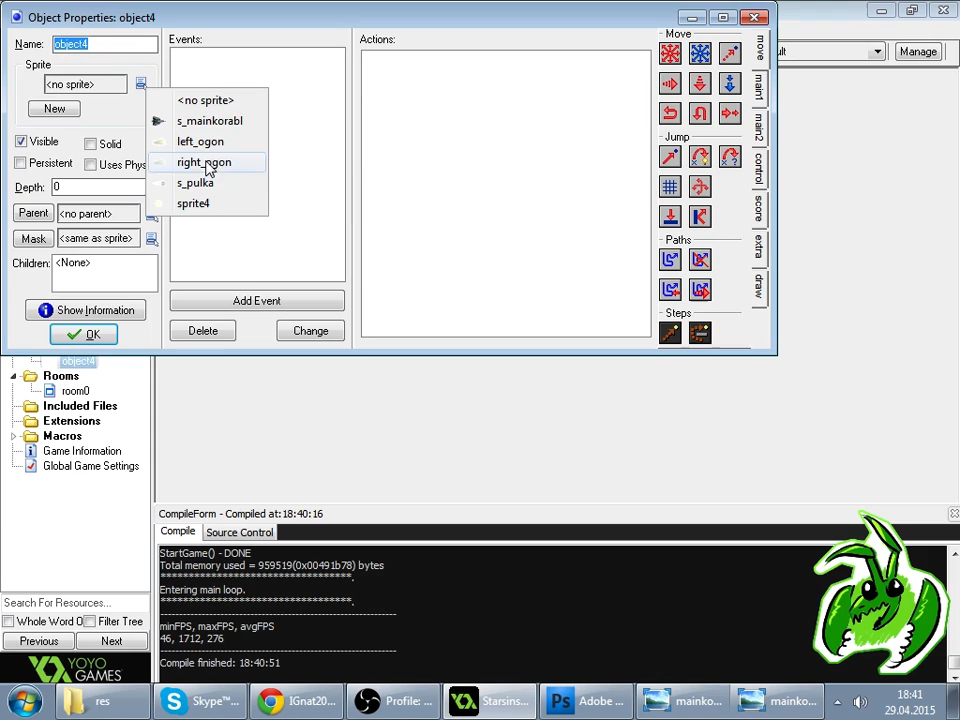 Object Properties: object4
Name: object4
Sprite
<no sprite>
New
Visible
Solid
Persistent
Uses Phys
Depth: 0
Parent <no parent>
Mask <same as sprite>
Children: <None>
Show Information
OK
<no sprite>
s_mainkorabl
left_ogon
right_ogon
s_pulka
sprite4
Events:
Add Event
Delete
Change
Actions:
Move
Jump
Paths
Steps
move
main1
main2
control
score
extra
draw
Manage
object4
Rooms
room0
Included Files
Extensions
Macros
Game Information
Global Game Settings
Search For Resources...
Whole Word O
Filter Tree
Previous
Next
YOYO
GAMES
CompileForm - Compiled at:18:40:16
Compile
Source Control
StartGame() - DONE
Total memory used = 959519(0x00491b78) bytes
**********************************.
Entering main loop.
**********************************.
minFPS, maxFPS, avgFPS
46, 1712, 276
Compile finished: 18:40:51
res
Skype™...
IGnat20...
Profile: ...
Starsins...
Adobe ...
mainko...
mainko...
18:41
29.04.2015